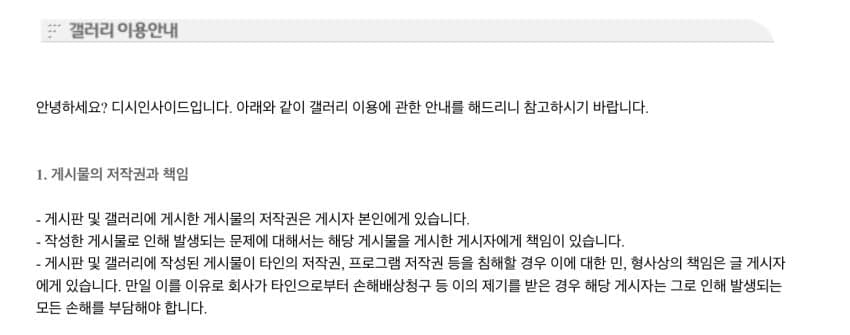 갤러리 이용안내
안녕하세요? 디시인사이드입니다. 아래와 같이 갤러리 이용에 관한 안내를 해드리니 참고하시기 바랍니다.
1. 게시물의 저작권과 책임
- 게시판 및 갤러리에 게시한 게시물의 저작권은 게시자 본인에게 있습니다.
- 작성한 게시물로 인해 발생되는 문제에 대해서는 해당 게시물을 게시한 게시자에게 책임이 있습니다.
- 게시판 및 갤러리에 작성된 게시물이 타인의 저작권, 프로그램 저작권 등을 침해할 경우 이에 대한 민, 형사상의 책임은 글 게시자
에게 있습니다. 만일 이를 이유로 회사가 타인으로부터 손해배상청구 등 이의 제기를 받은 경우 해당 게시자는 그로 인해 발생되는
모든 손해를 부담해야 합니다.